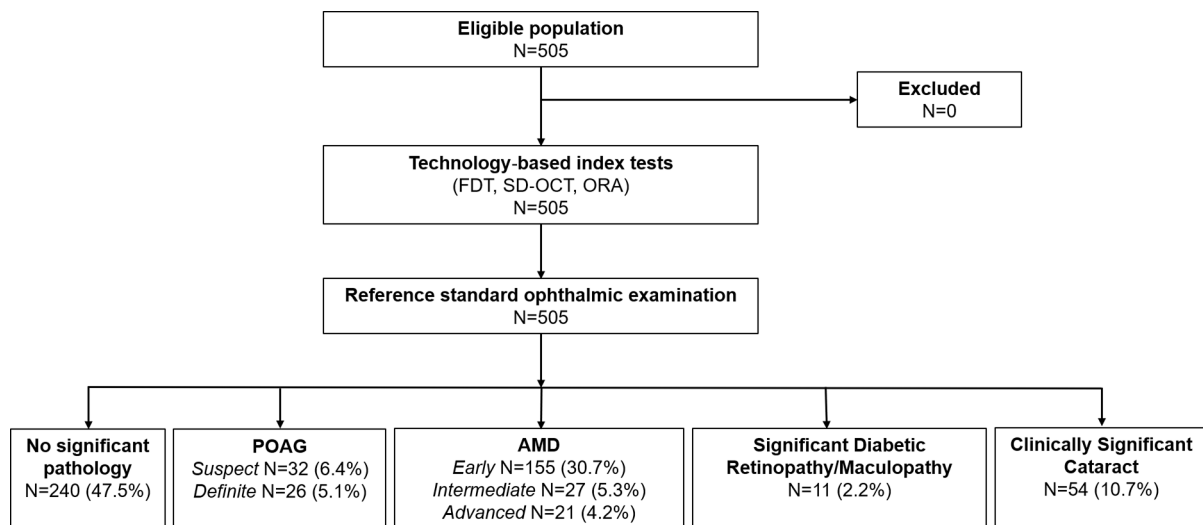 Eligible population
N=505
Excluded
N=0
Technology-based index tests
(FDT, SD-OCT, ORA)
N=505
Reference standard ophthalmic examination
N=505
No significant
pathology
N=240 (47.5%)
POAG
Suspect N=32 (6.4%)
Definite N=26 (5.1%)
AMD
Early N=155 (30.7%)
Intermediate N=27 (5.3%)
Advanced N=21 (4.2%)
Significant Diabetic
Retinopathy/Maculopathy
N=11 (2.2%)
Clinically Significant
Cataract
N=54 (10.7%)